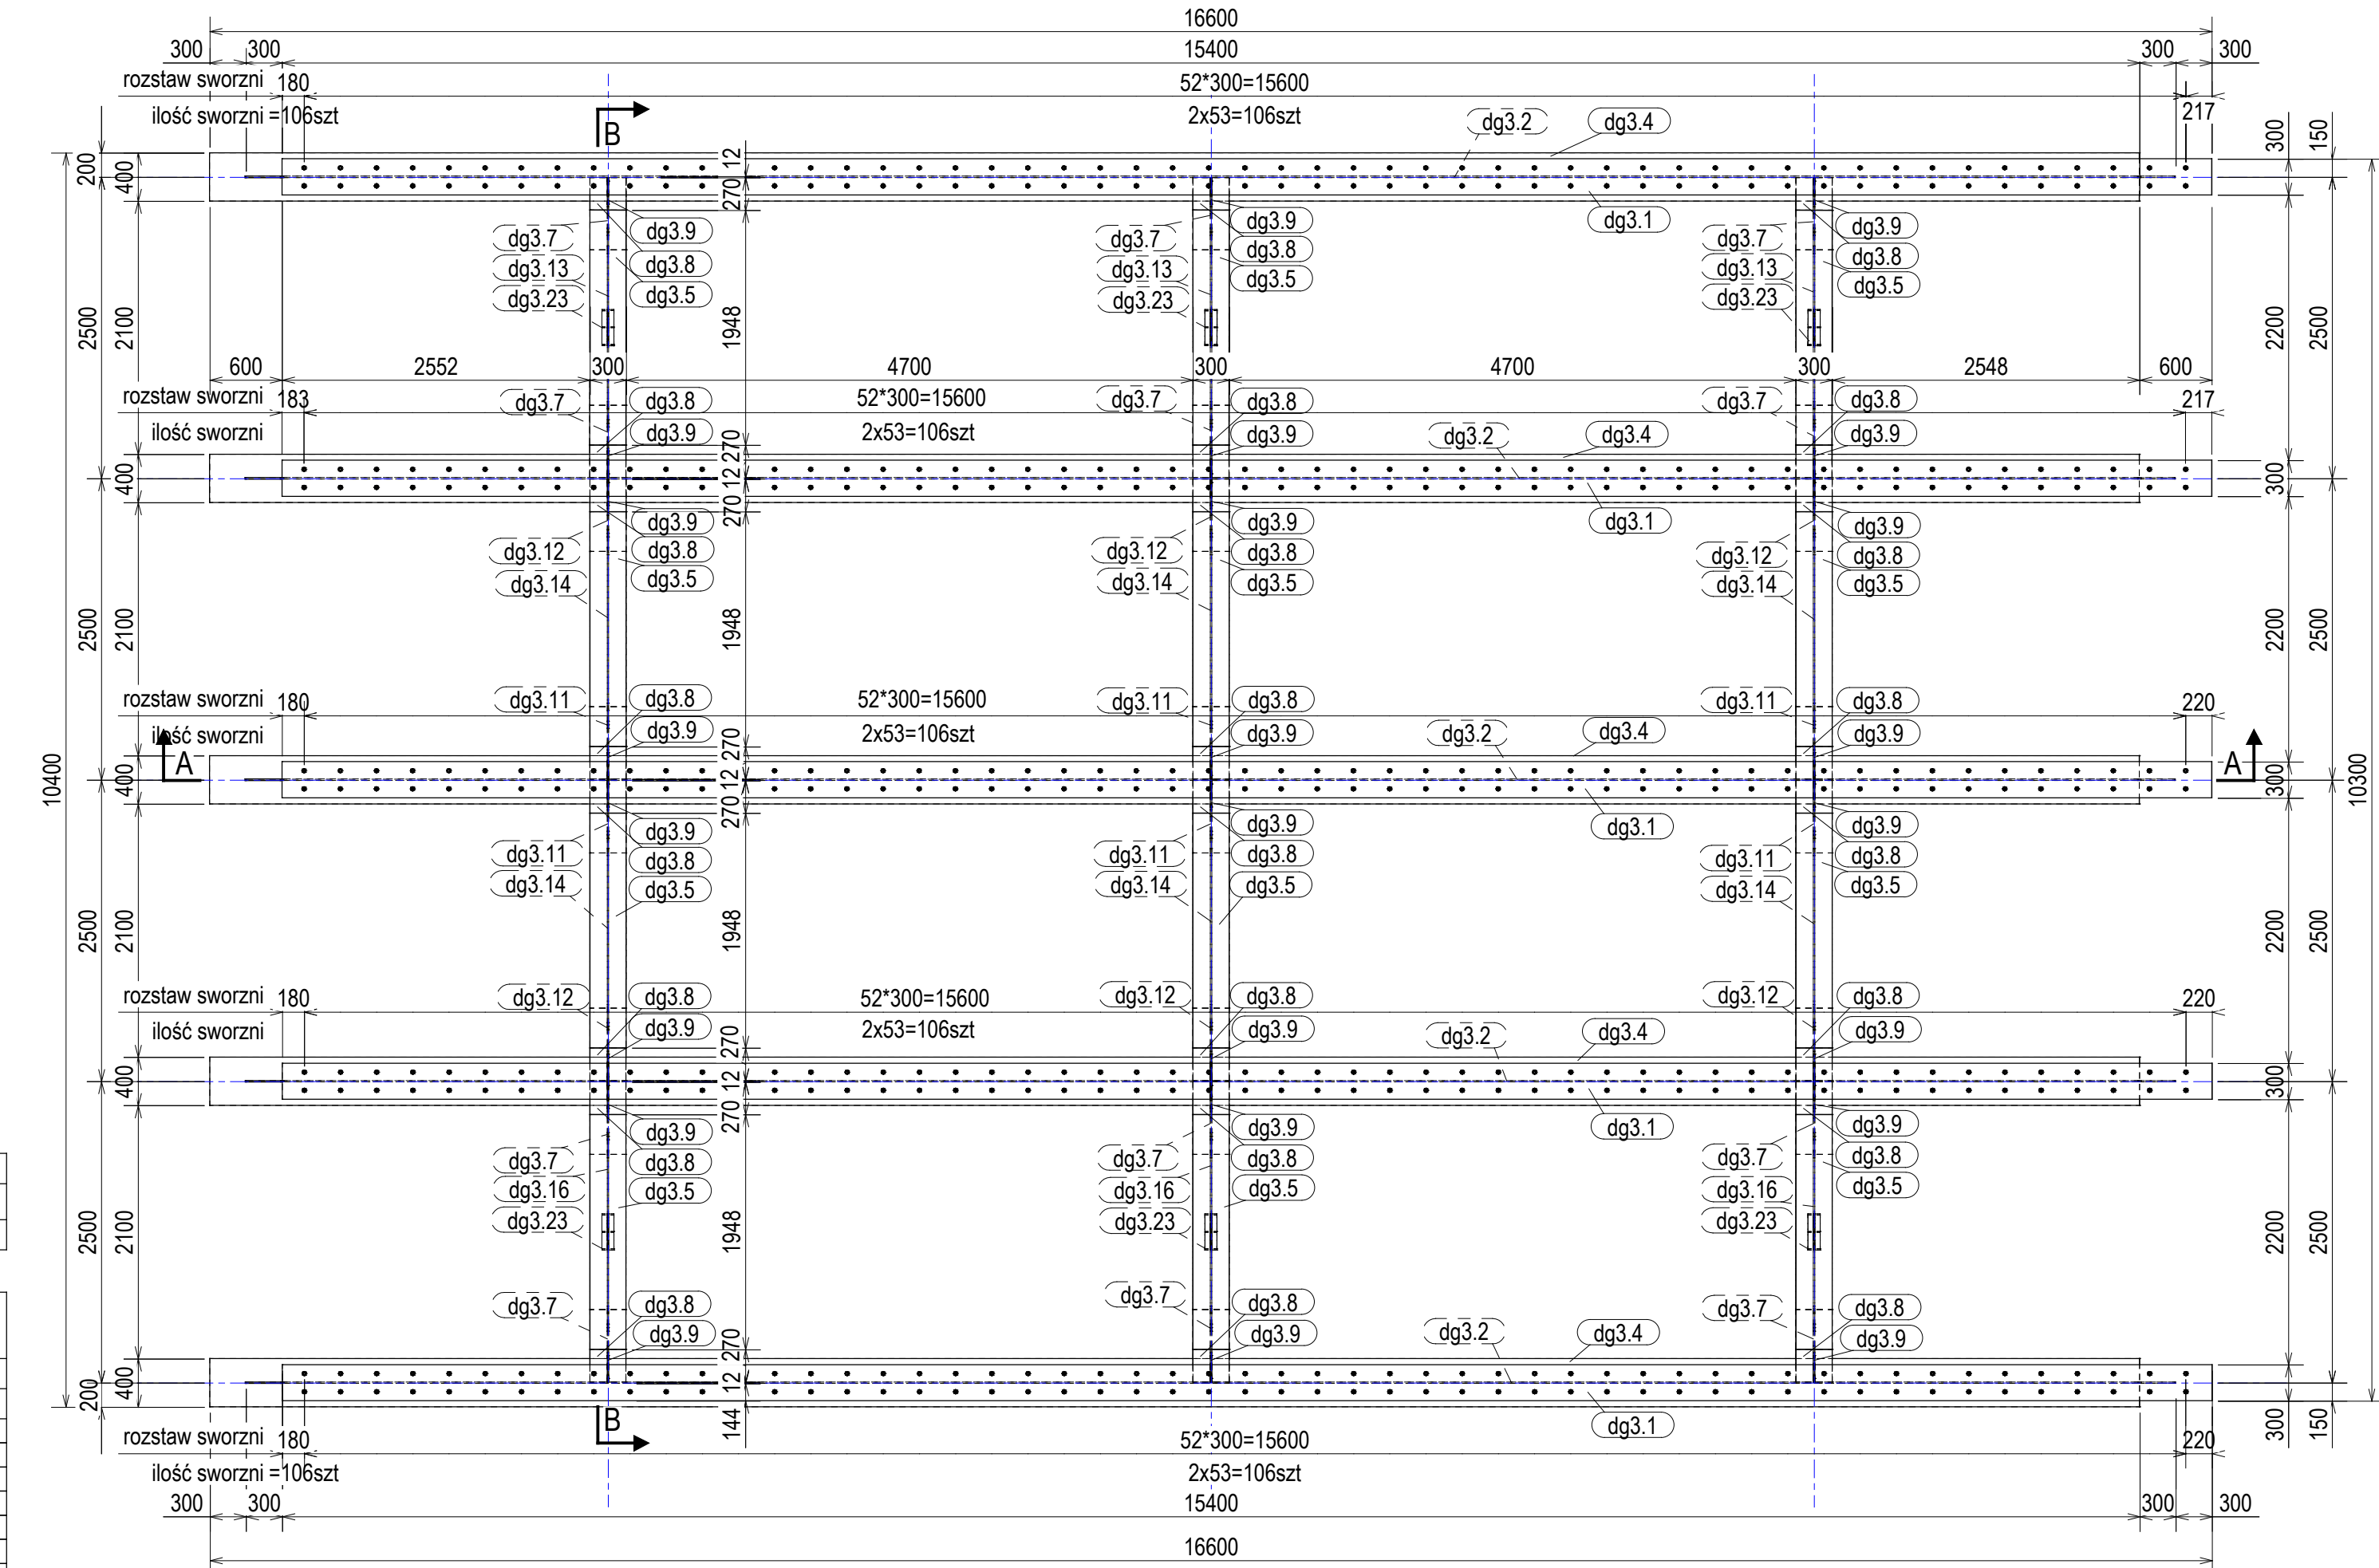 16600
300 300 15400 300 300
rozstaw sworzni 180 52*300=15600 217
ilość sworzni =106szt 2x53=106szt
B
dg3.2 dg3.4
200 400 12 270 300 150
dg3.1
dg3.7 dg3.9 dg3.7 dg3.9 dg3.7 dg3.9
dg3.13 dg3.8 dg3.13 dg3.8 dg3.13 dg3.8
dg3.23 dg3.5 dg3.23 dg3.5 dg3.23 dg3.5
2500 2100 1948 2200 2500
600 2552 300 4700 300 4700 300 2548 600
rozstaw sworzni 183 52*300=15600 217
ilość sworzni 2x53=106szt
dg3.7 dg3.8 dg3.7 dg3.8 dg3.7 dg3.8
dg3.9 dg3.9 dg3.9
dg3.2 dg3.4
400 270 12 270 300
dg3.1
dg3.9 dg3.9 dg3.9
dg3.12 dg3.8 dg3.12 dg3.8 dg3.12 dg3.8
dg3.14 dg3.5 dg3.14 dg3.5 dg3.14 dg3.5
2500 2100 1948 2200 2500
rozstaw sworzni 180 52*300=15600 220
ilość sworzni 2x53=106szt
dg3.11 dg3.8 dg3.11 dg3.8 dg3.11 dg3.8
dg3.9 dg3.9 dg3.9
dg3.2 dg3.4
A A
10400 400 270 12 270 300 10300
dg3.1
dg3.9 dg3.9 dg3.9
dg3.11 dg3.8 dg3.11 dg3.8 dg3.11 dg3.8
dg3.14 dg3.5 dg3.14 dg3.5 dg3.14 dg3.5
2500 2100 1948 2200 2500
rozstaw sworzni 180 52*300=15600 220
ilość sworzni 2x53=106szt
dg3.12 dg3.8 dg3.12 dg3.8 dg3.12 dg3.8
dg3.9 dg3.9 dg3.9
dg3.2 dg3.4
400 270 12 270 300
dg3.1
dg3.9 dg3.9 dg3.9
dg3.7 dg3.8 dg3.7 dg3.8 dg3.7 dg3.8
dg3.16 dg3.5 dg3.16 dg3.5 dg3.16 dg3.5
dg3.23 dg3.23 dg3.23
2500 2100 1948 2200 2500
dg3.7 dg3.8 dg3.7 dg3.8 dg3.7 dg3.8
dg3.9 dg3.9 dg3.9
dg3.2 dg3.4
200 400 270 12 144 300 150
dg3.1
B
rozstaw sworzni 180 52*300=15600 220
ilość sworzni =106szt 2x53=106szt
300 300 15400 300 300
16600